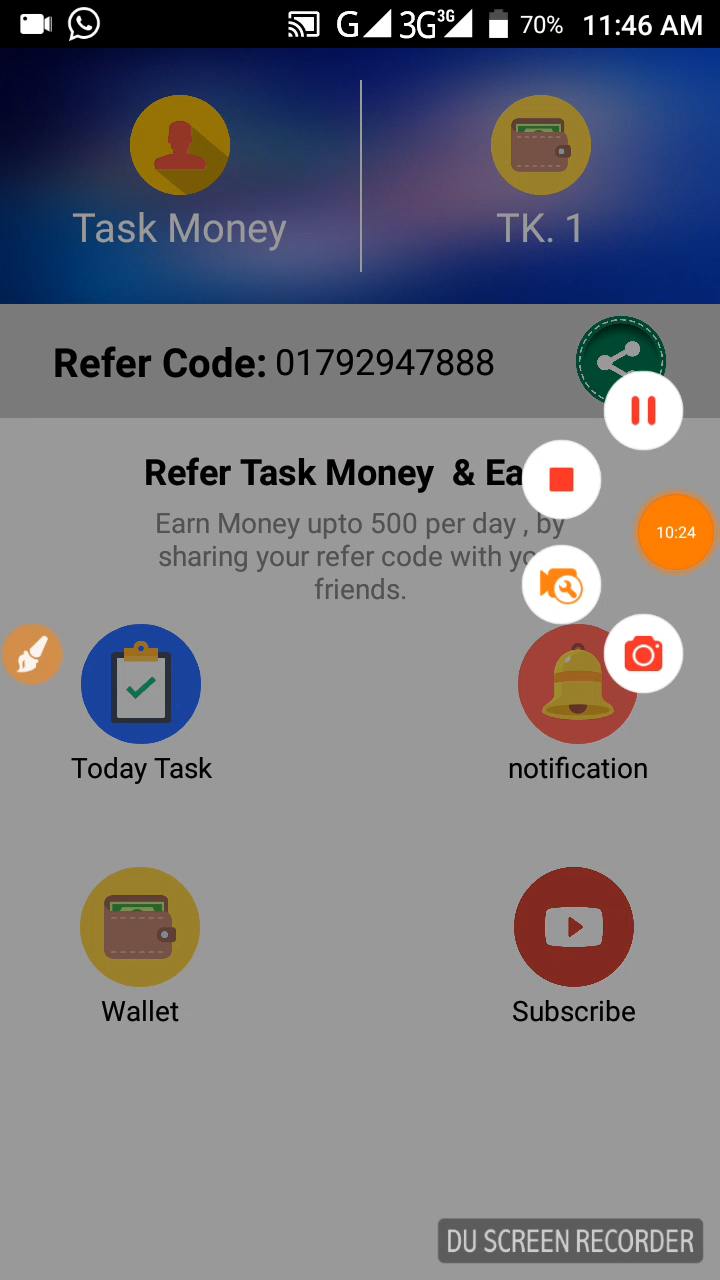 G 3G 3G 70% 11:46 AM
Task Money
TK. 1
Refer Code: 01792947888
Refer Task Money & Ea
Earn Money upto 500 per day , by
sharing your refer code with yo
friends.
10:24
Today Task
notification
Wallet
Subscribe
DU SCREEN RECORDER